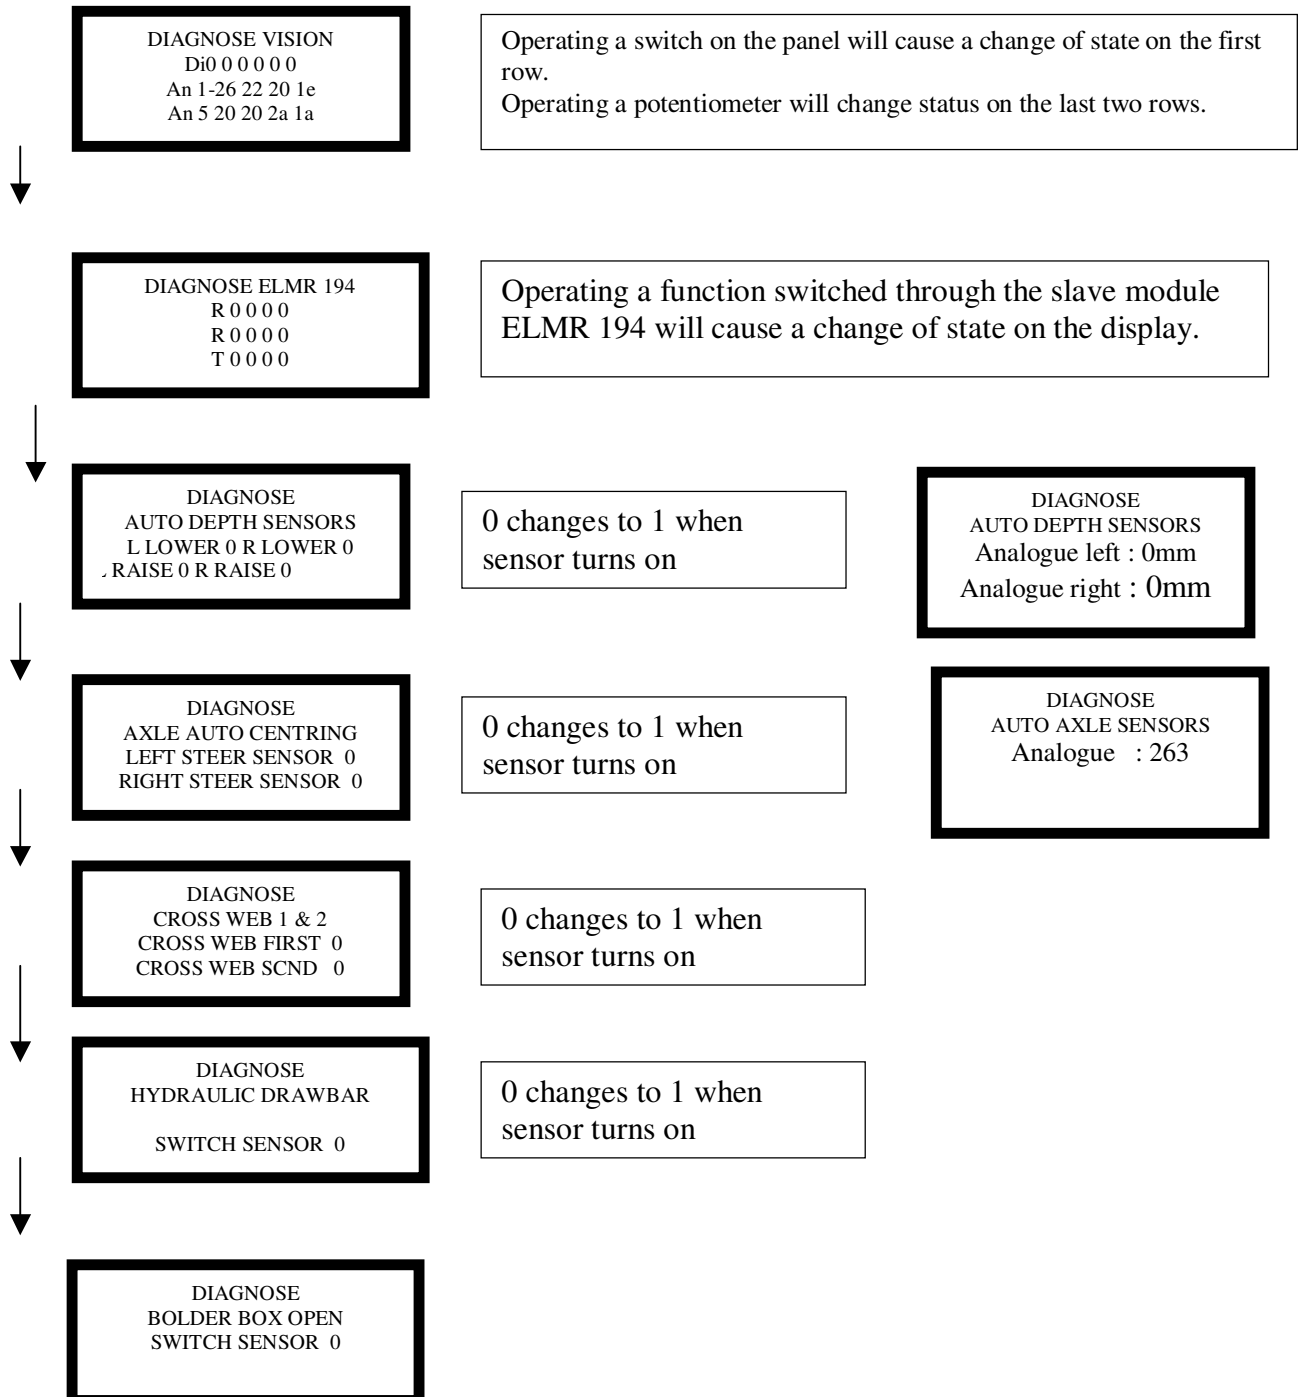 DIAGNOSE VISION
Di0 0 0 0 0 0
An 1-26 22 20 1e
An 5 20 20 2a 1a
Operating a switch on the panel will cause a change of state on the first
row.
Operating a potentiometer will change status on the last two rows.
DIAGNOSE ELMR 194
R 0 0 0 0
R 0 0 0 0
T 0 0 0 0
Operating a function switched through the slave module
ELMR 194 will cause a change of state on the display.
DIAGNOSE
AUTO DEPTH SENSORS
L LOWER 0 R LOWER 0
RAISE 0 R RAISE 0
0 changes to 1 when
sensor turns on
DIAGNOSE
AUTO DEPTH SENSORS
Analogue left : 0mm
Analogue right : 0mm
DIAGNOSE
AXLE AUTO CENTRING
LEFT STEER SENSOR 0
RIGHT STEER SENSOR 0
0 changes to 1 when
sensor turns on
DIAGNOSE
AUTO AXLE SENSORS
Analogue : 263
DIAGNOSE
CROSS WEB 1 & 2
CROSS WEB FIRST 0
CROSS WEB SCND 0
0 changes to 1 when
sensor turns on
DIAGNOSE
HYDRAULIC DRAWBAR
SWITCH SENSOR 0
0 changes to 1 when
sensor turns on
DIAGNOSE
BOLDER BOX OPEN
SWITCH SENSOR 0